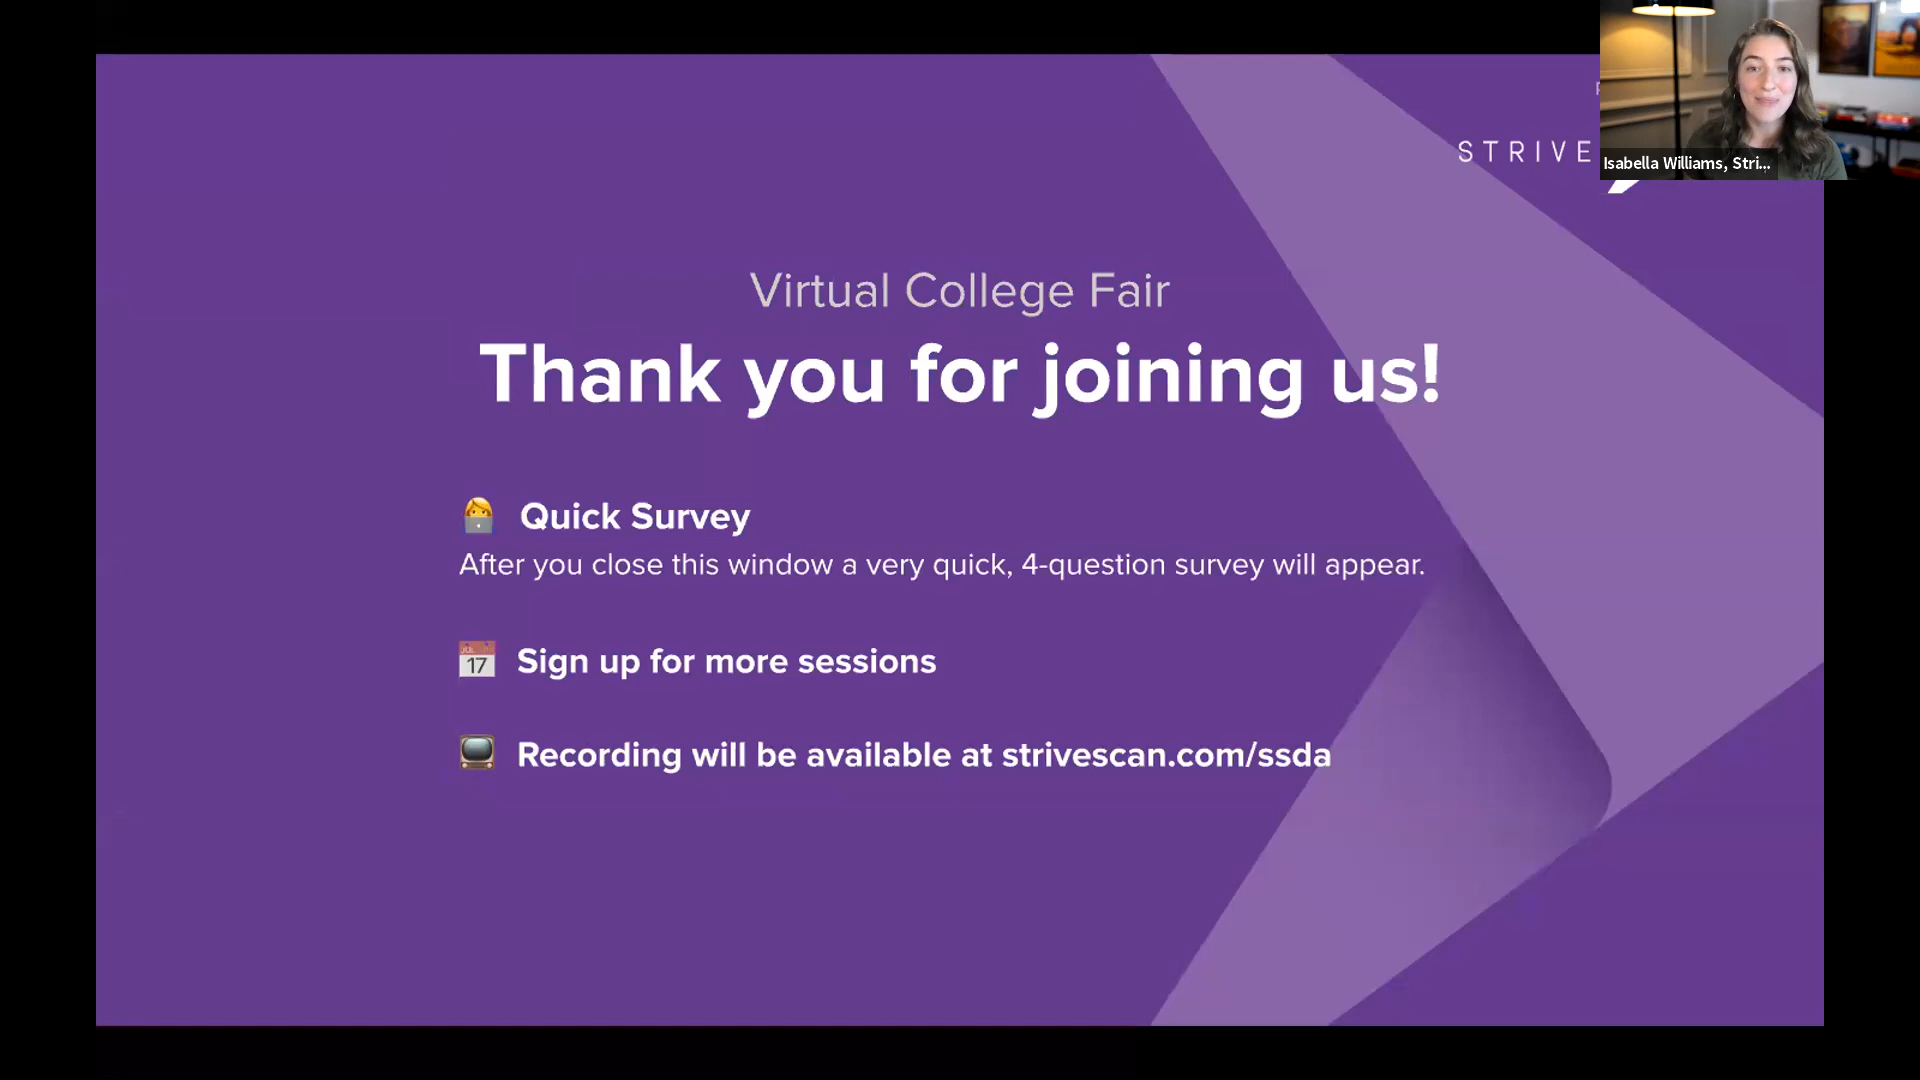 STRIVE
Isabella Williams, Stri...
Virtual College Fair
Thank you for joining us!
Quick Survey
After you close this window a very quick, 4-question survey will appear.
JUL
17
Sign up for more sessions
Recording will be available at strivescan.com/ssda